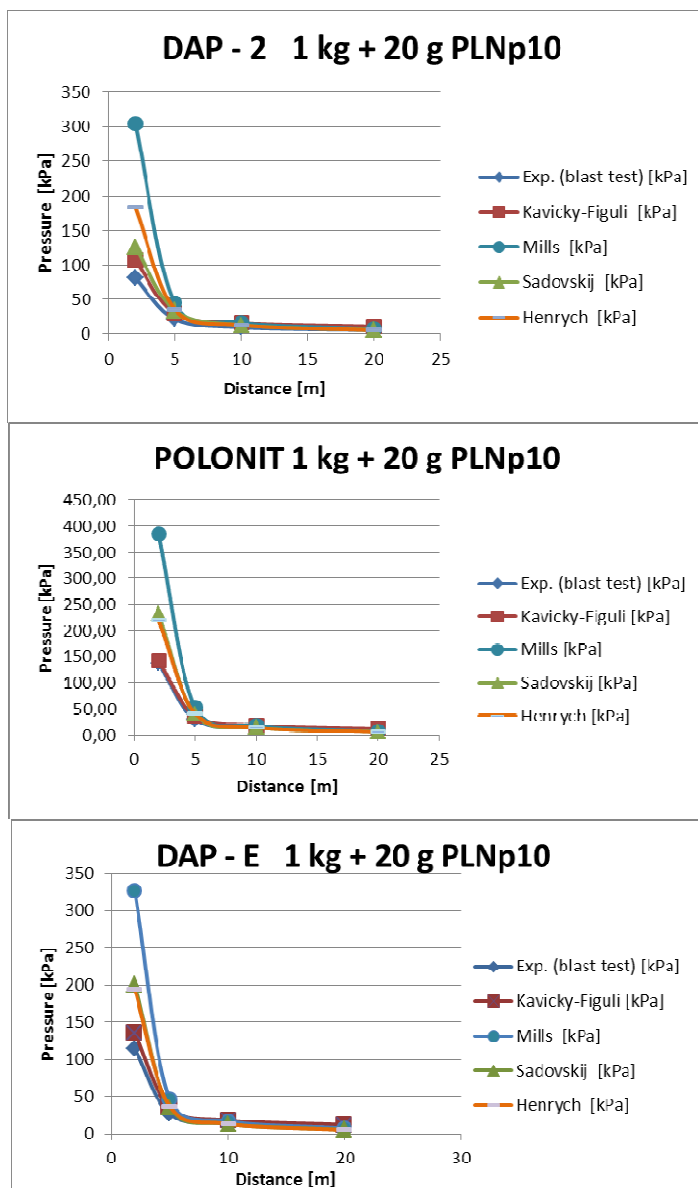 DAP - 2 1 kg + 20 g PLNp10
350
300
250
200
150
100
50
0
Pressure [kPa]
0 5 10 15 20 25
Distance [m]
Exp. (blast test) [kPa]
Kavicky-Figuli [kPa]
Mills [kPa]
Sadovskij [kPa]
Henrych [kPa]
POLONIT 1 kg + 20 g PLNp10
450,00
400,00
350,00
300,00
250,00
200,00
150,00
100,00
50,00
0,00
Pressure [kPa]
0 5 10 15 20 25
Distance [m]
Exp. (blast test) [kPa]
Kavicky-Figuli [kPa]
Mills [kPa]
Sadovskij [kPa]
Henrych [kPa]
DAP - E 1 kg + 20 g PLNp10
350
300
250
200
150
100
50
0
Pressure [kPa]
0 10 20 30
Distance [m]
Exp. (blast test) [kPa]
Kavicky-Figuli [kPa]
Mills [kPa]
Sadovskij [kPa]
Henrych [kPa]